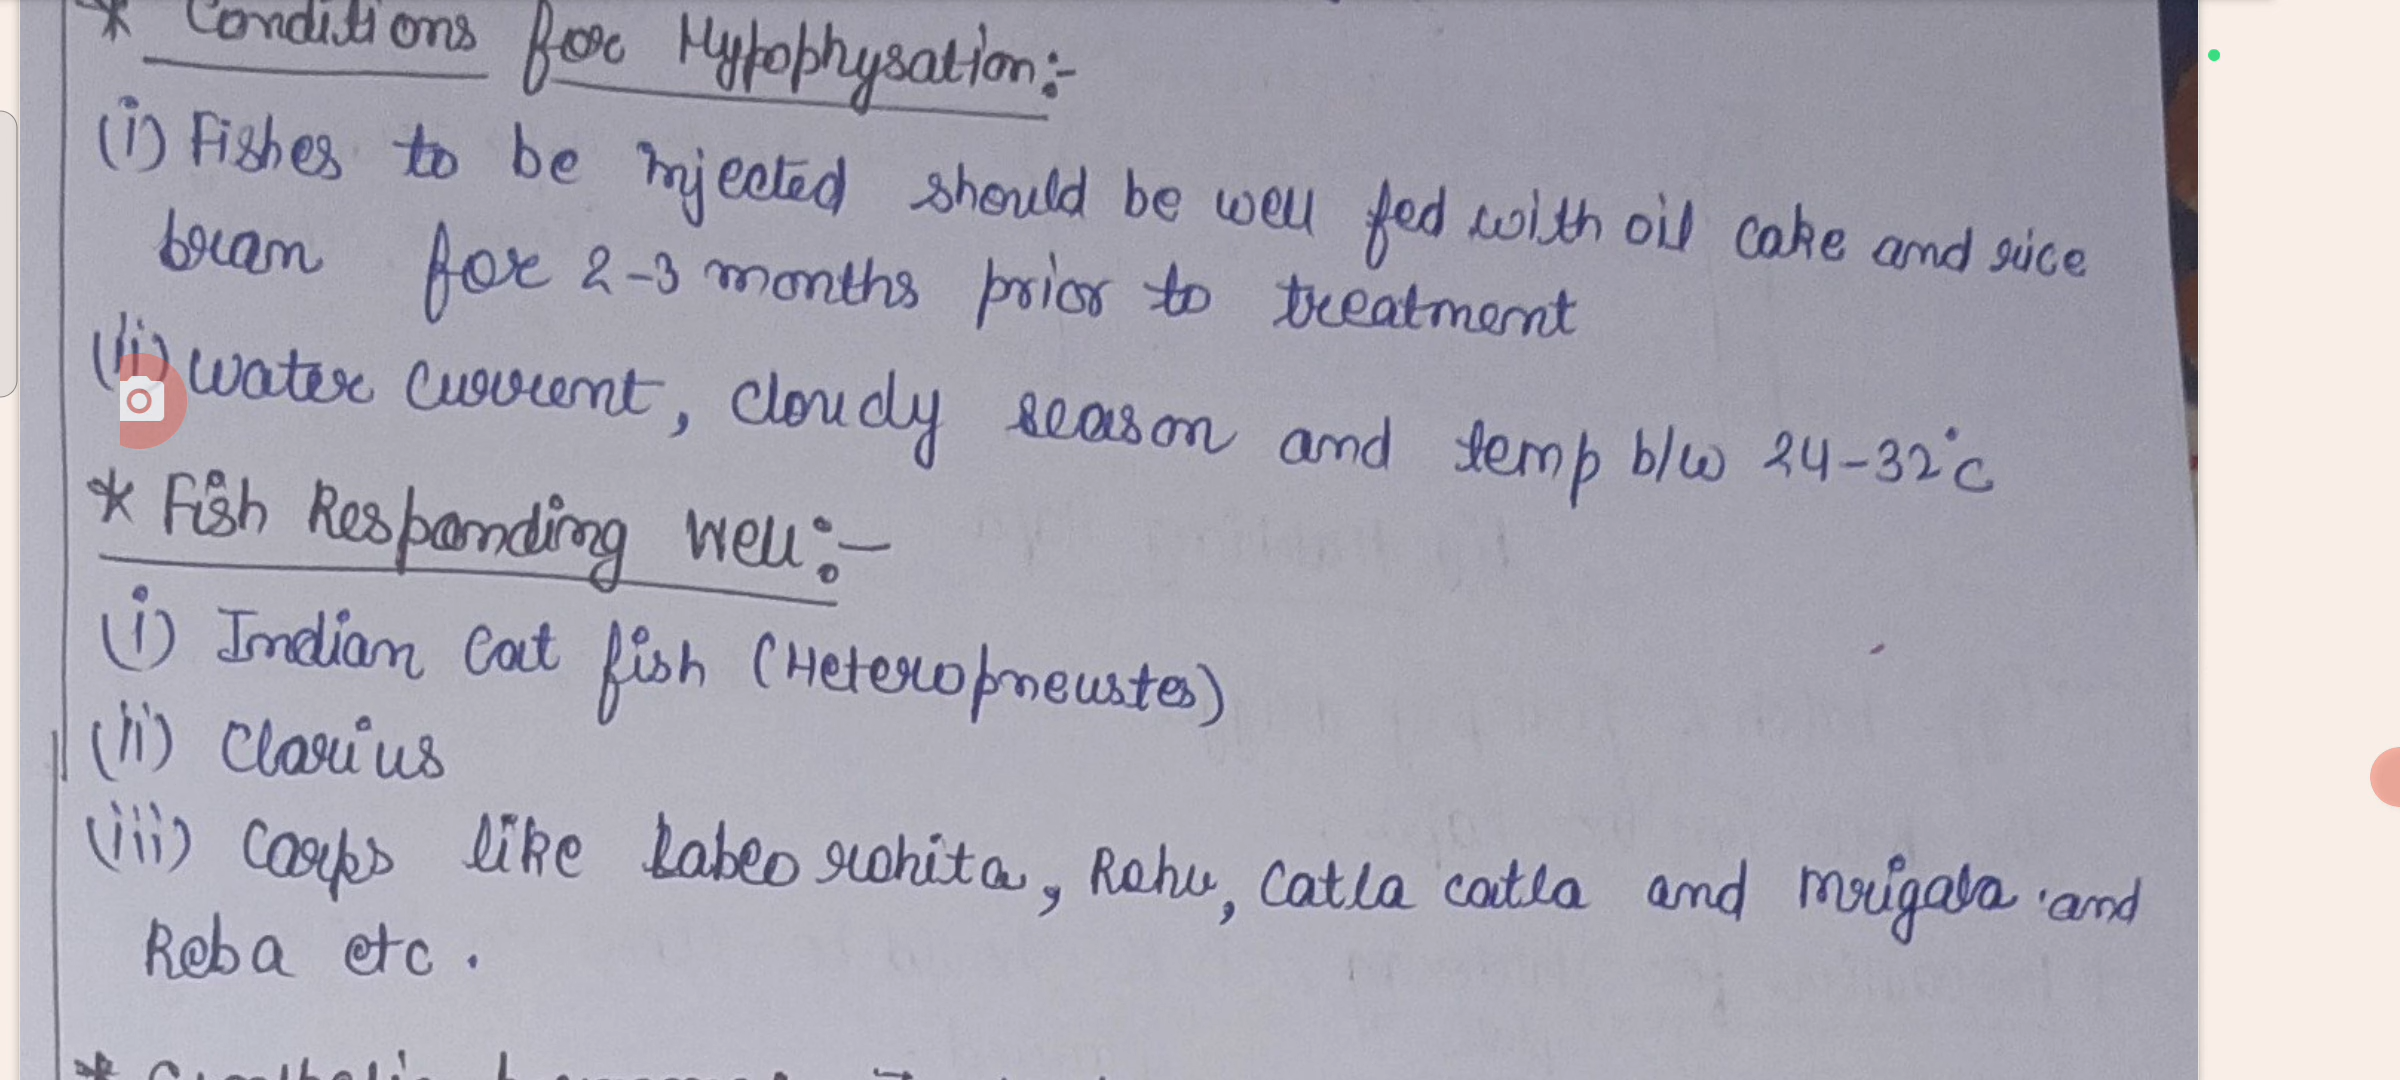 * Conditions for Hypophysation:-
(i) Fishes to be injected should be well fed with oil cake and rice
bran for 2-3 months prior to treatment
(ii) Water current, cloudy season and temp b/w 24-32°C
* Fish Responding Well:-
(i) Indian Cat fish (Heteropneustes)
(ii) Clarius
(iii) Carps like Labeo rohita, Rohu, Catla catla and mrigala and
Reba etc.